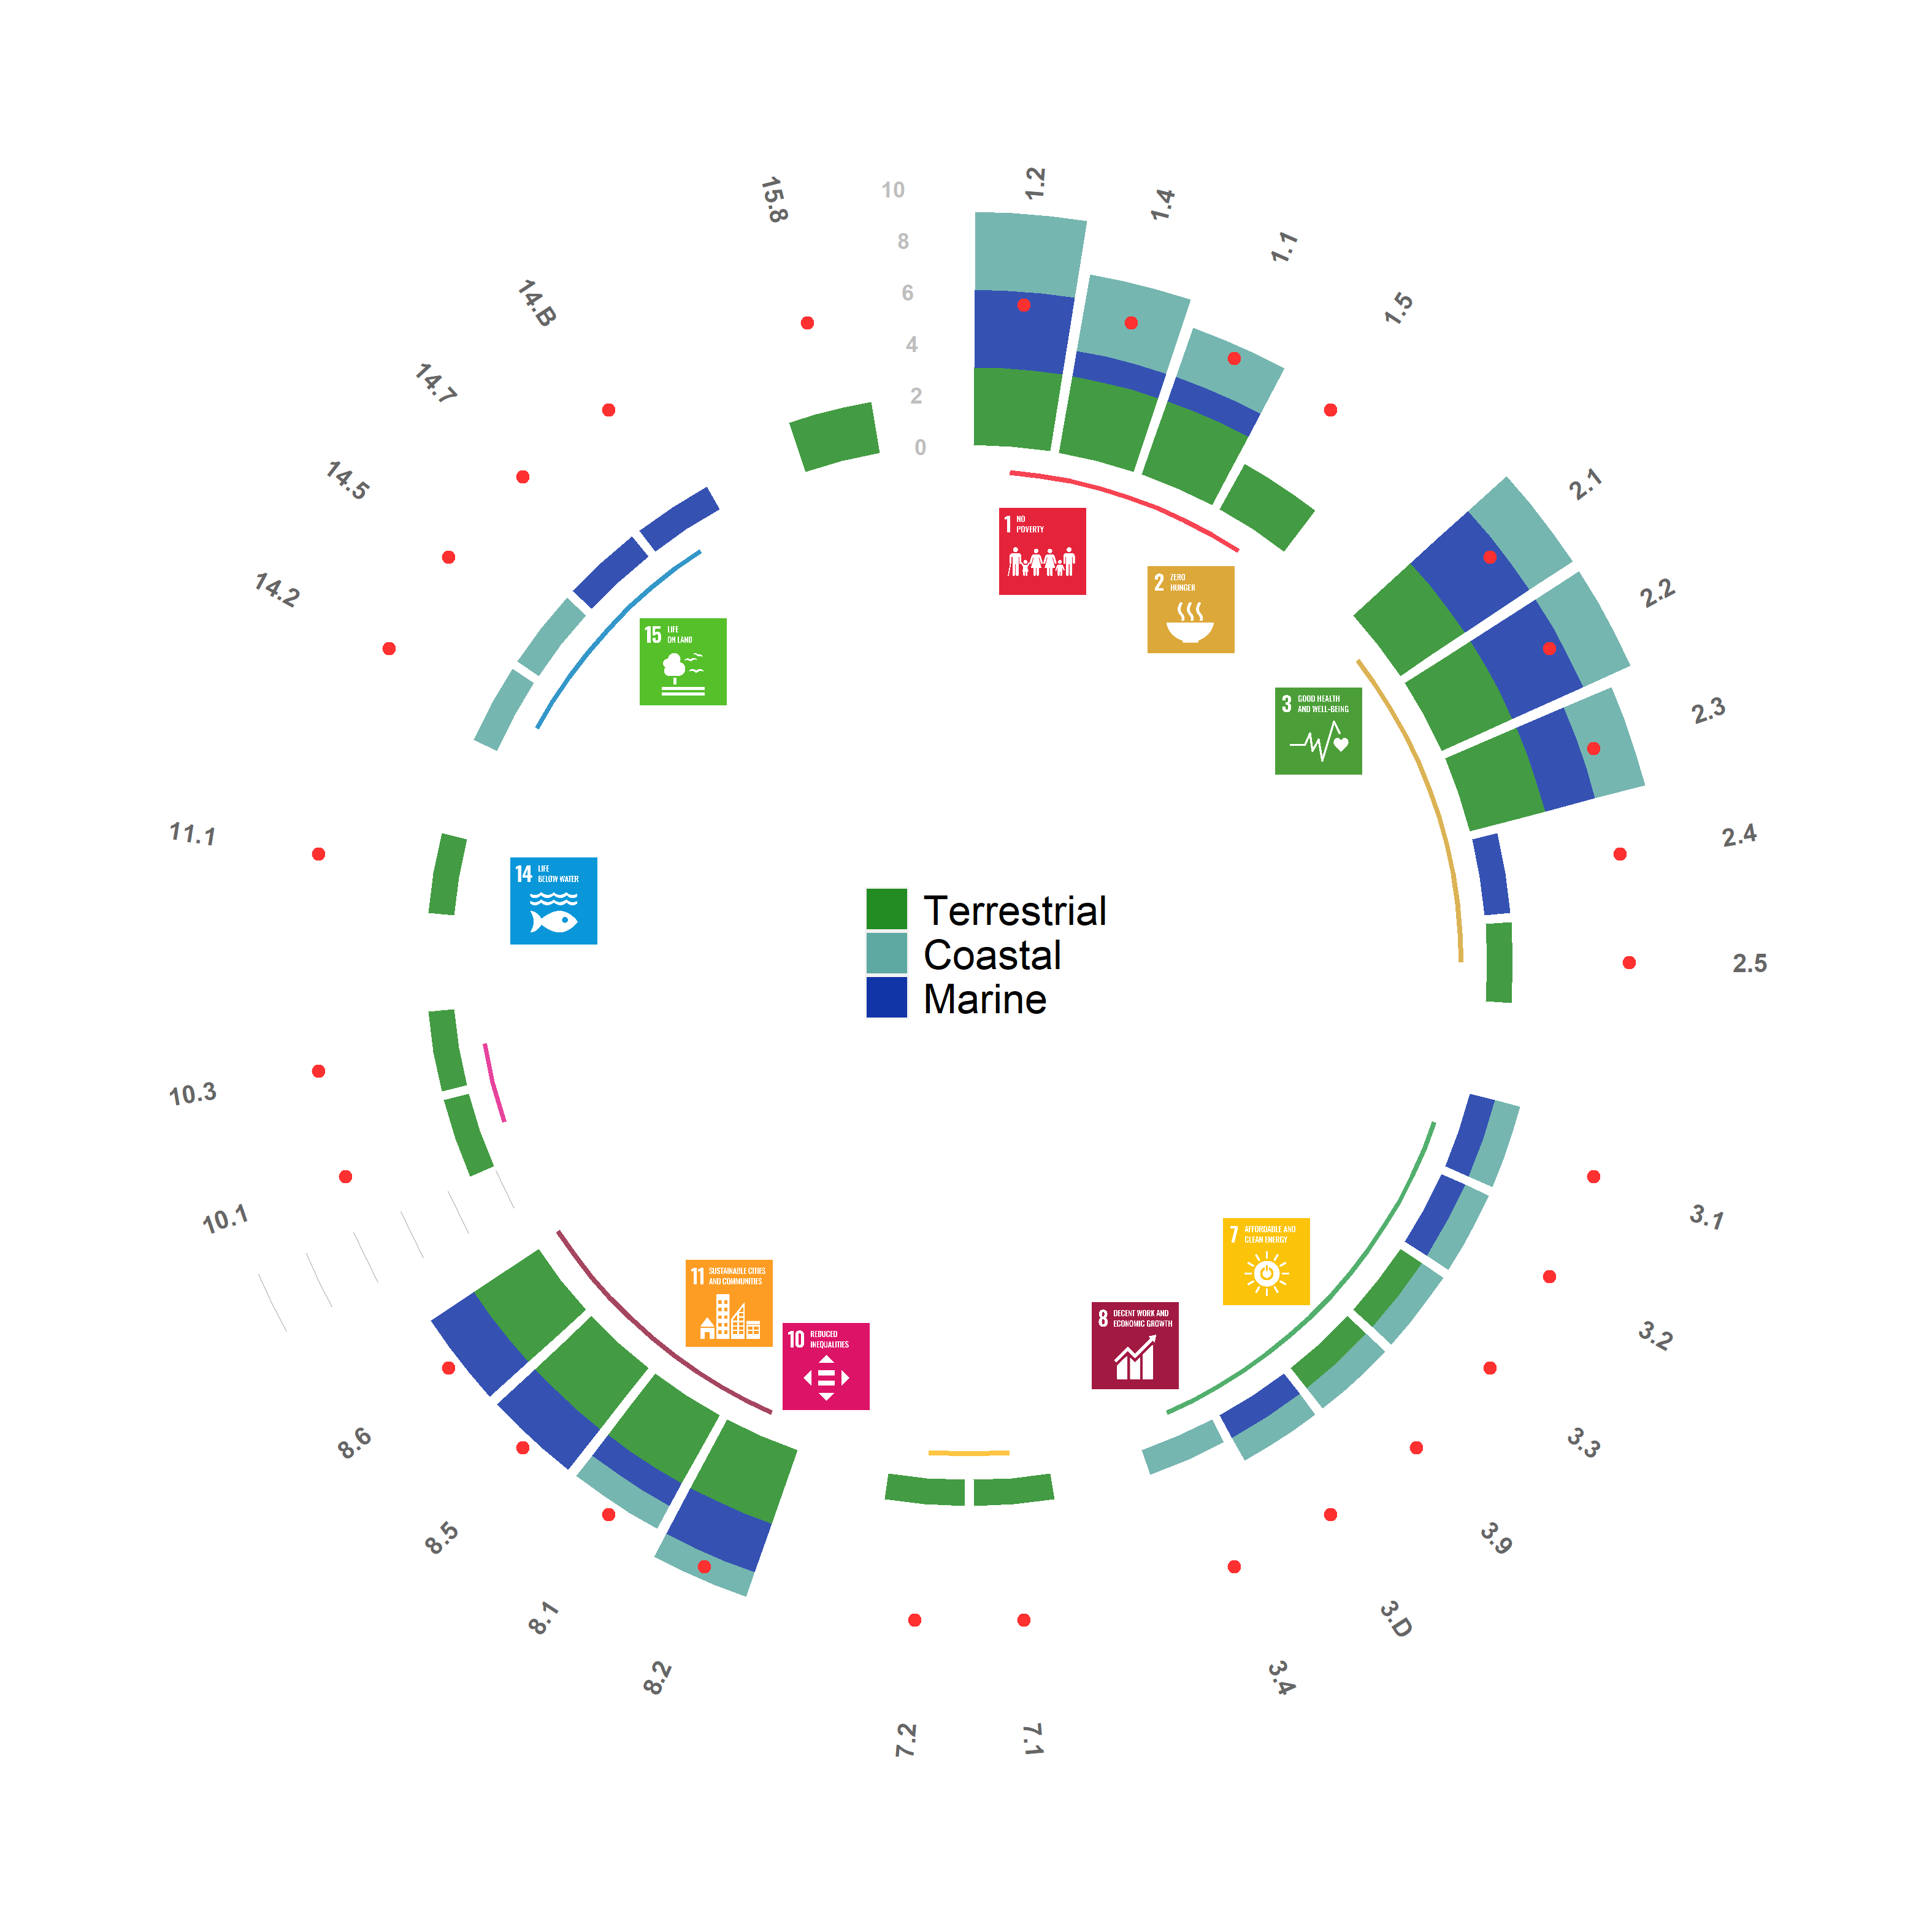 1.2
1.4
1.1
1.5
2.1
2.2
2.3
2.4
2.5
3.1
3.2
3.3
3.9
3.D
3.4
7.1
7.2
8.2
8.1
8.5
8.6
10.1
10.3
11.1
14.2
14.5
14.7
14.B
15.8
10
8
6
4
2
0
1 NO
POVERTY
2 ZERO
HUNGER
3 GOOD HEALTH
AND WELL-BEING
15 LIFE
ON LAND
14 LIFE
BELOW WATER
Terrestrial
Coastal
Marine
7 AFFORDABLE AND
CLEAN ENERGY
8 DECENT WORK AND
ECONOMIC GROWTH
11 SUSTAINABLE CITIES
AND COMMUNITIES
10 REDUCED
INEQUALITIES